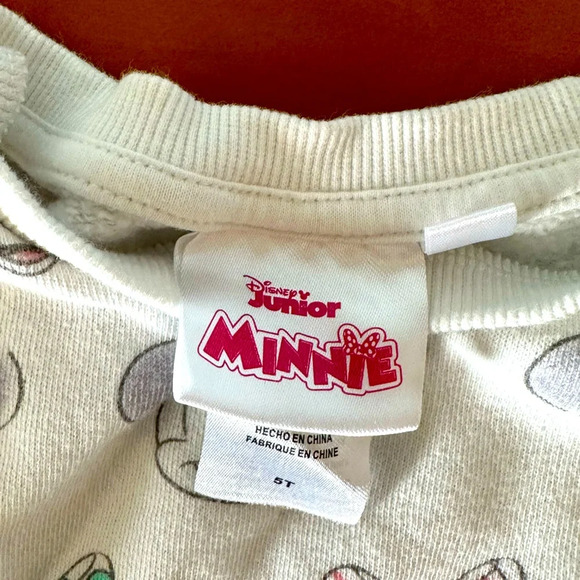 Disney
Junior
MINNIE
HECHO EN CHINA
FABRIQUE EN CHINE
5T